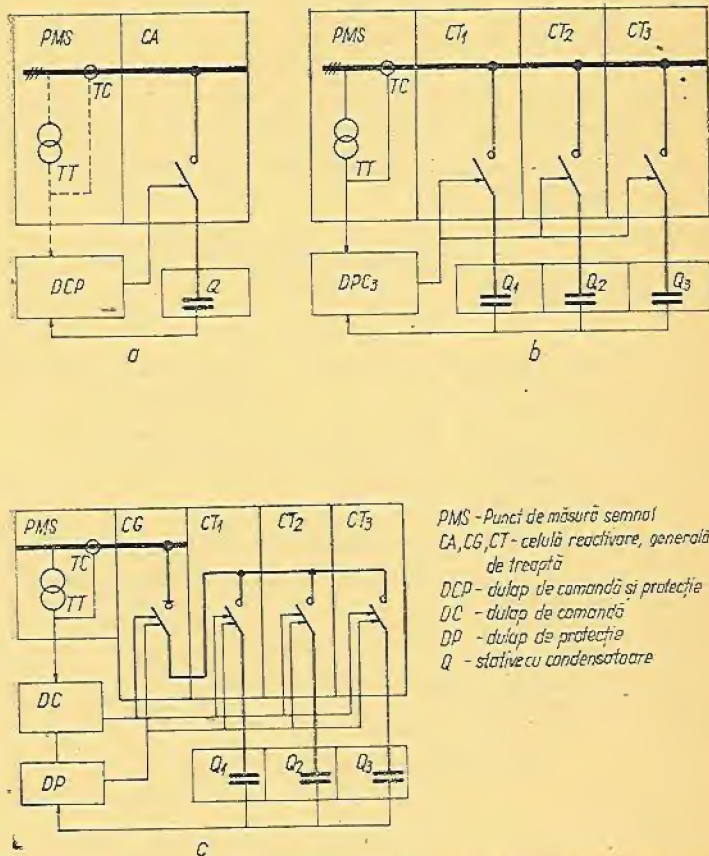 PMS CA
TC
TT
DCP
Q
a
PMS CT1 CT2 CT3
TC
TT
DPC3
Q1 Q2 Q3
b
PMS CG CT1 CT2 CT3
TC
TT
DC
DP
Q1 Q2 Q3
c
PMS - Punct de măsură semnal
CA, CG, CT - celulă reactivare, generală
de treaptă
DCP - dulap de comandă si protecție
DC - dulap de comandă
DP - dulap de protecție
Q - stative cu condensatoare